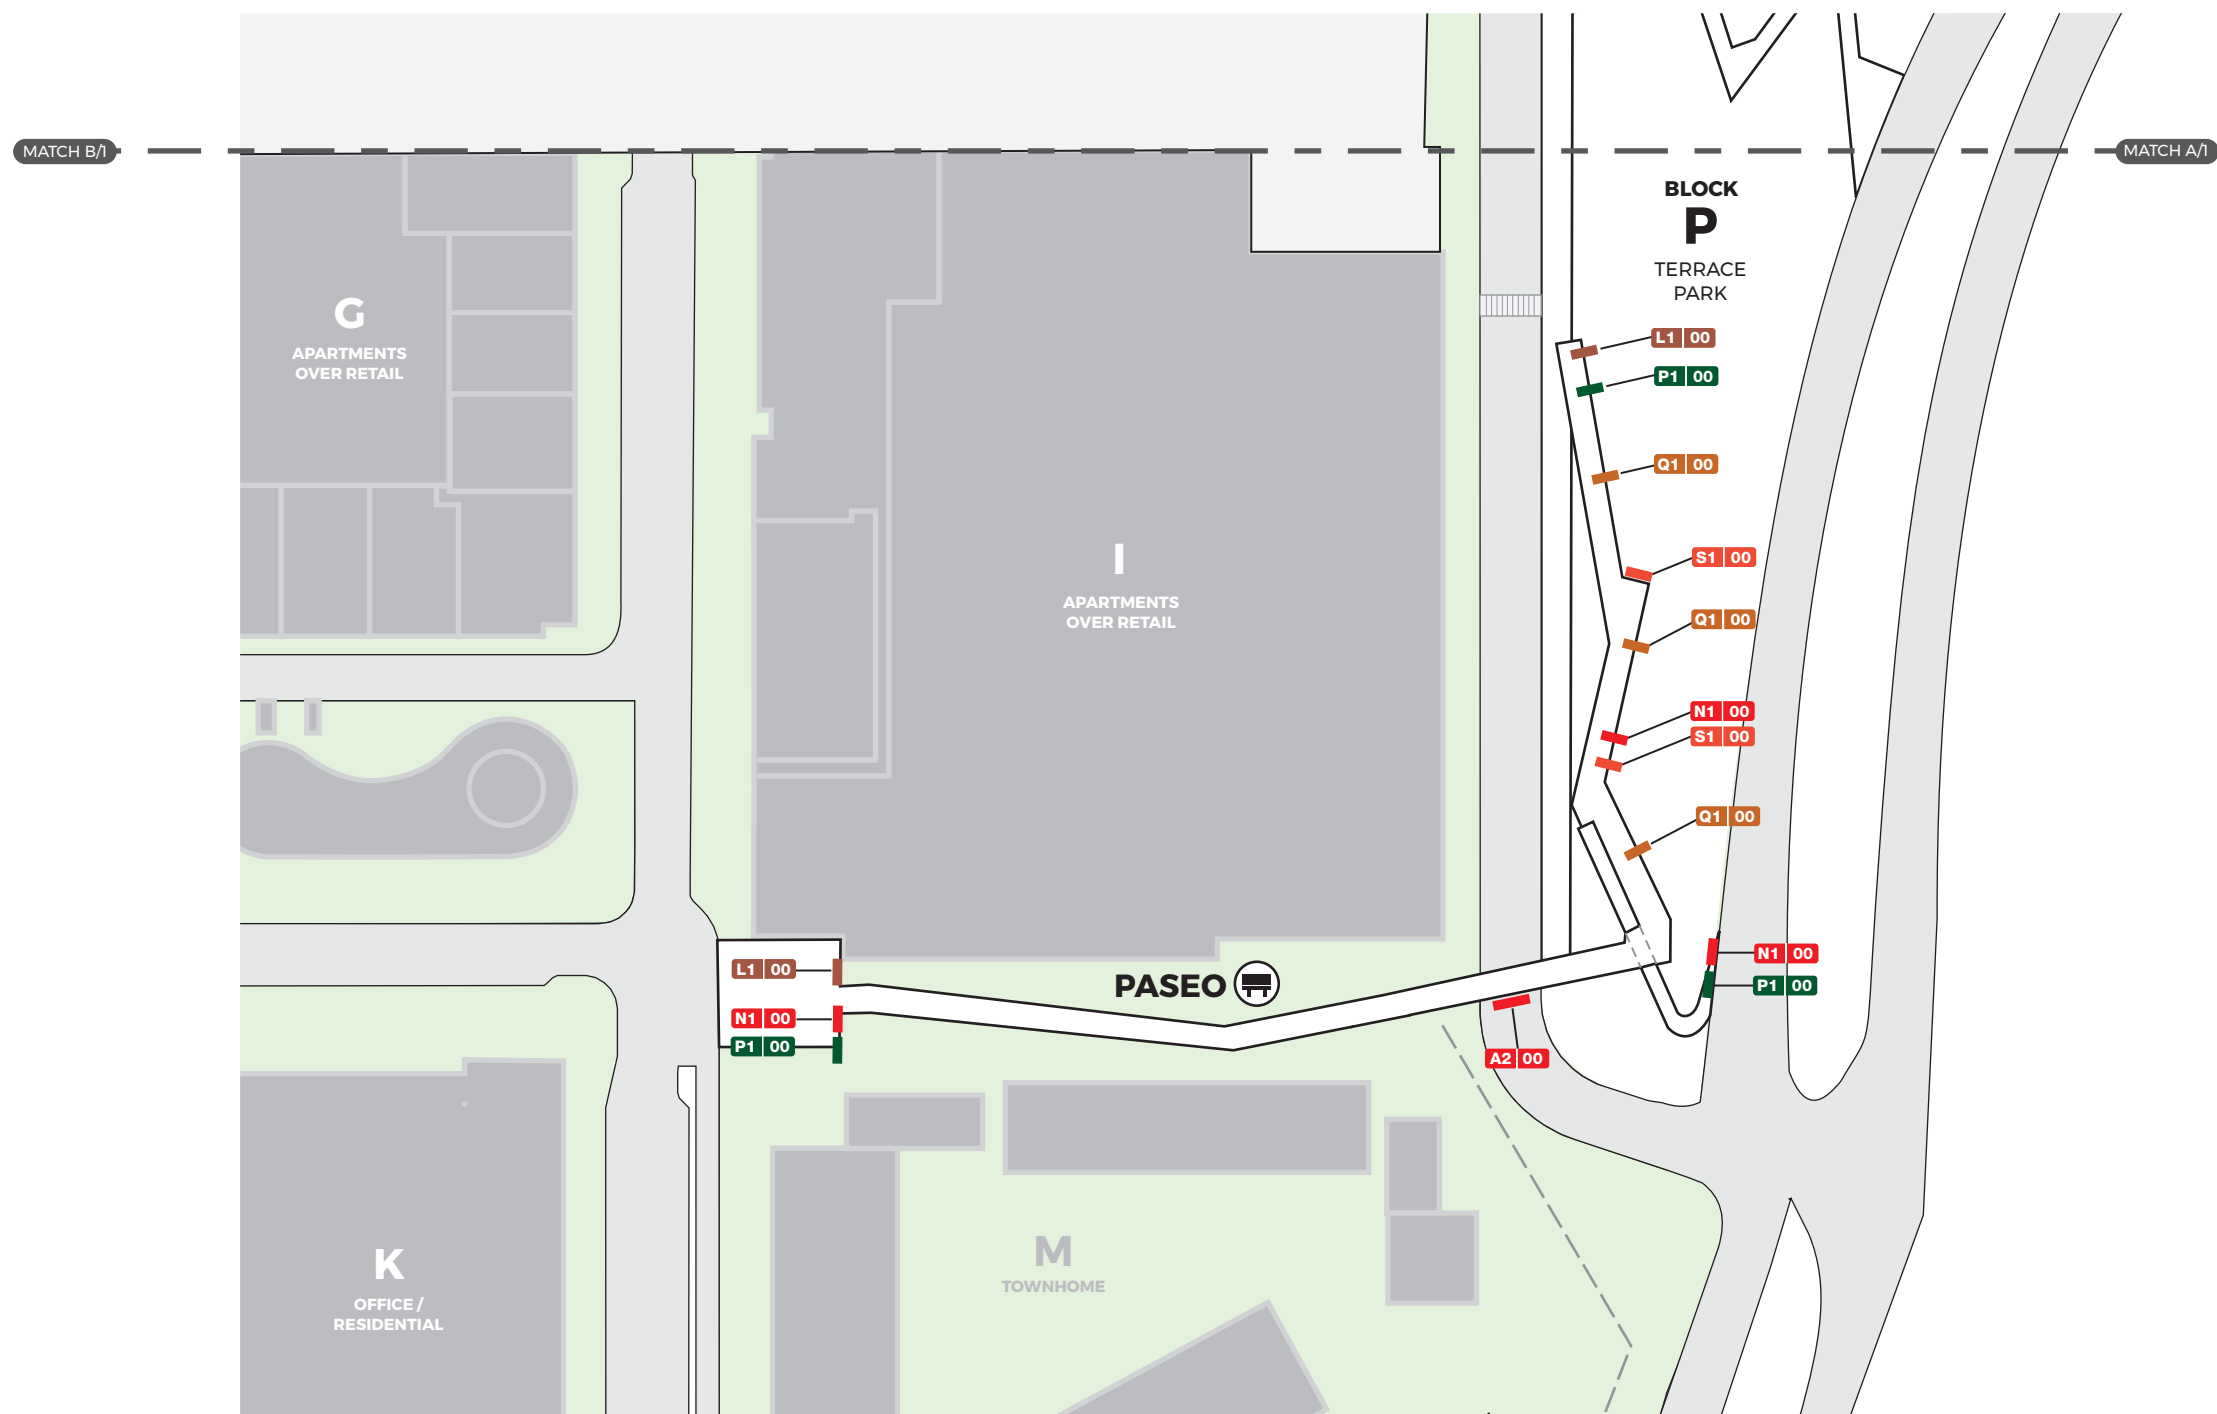 MATCH B/1
MATCH A/1
BLOCK
P
TERRACE
PARK
G
APARTMENTS
OVER RETAIL
L1 00
P1 00
Q1 00
S1 00
I
APARTMENTS
OVER RETAIL
Q1 00
N1 00
S1 00
Q1 00
L1 00
N1 00
P1 00
PASEO
N1 00
P1 00
A2 00
K
OFFICE /
RESIDENTIAL
M
TOWNHOME